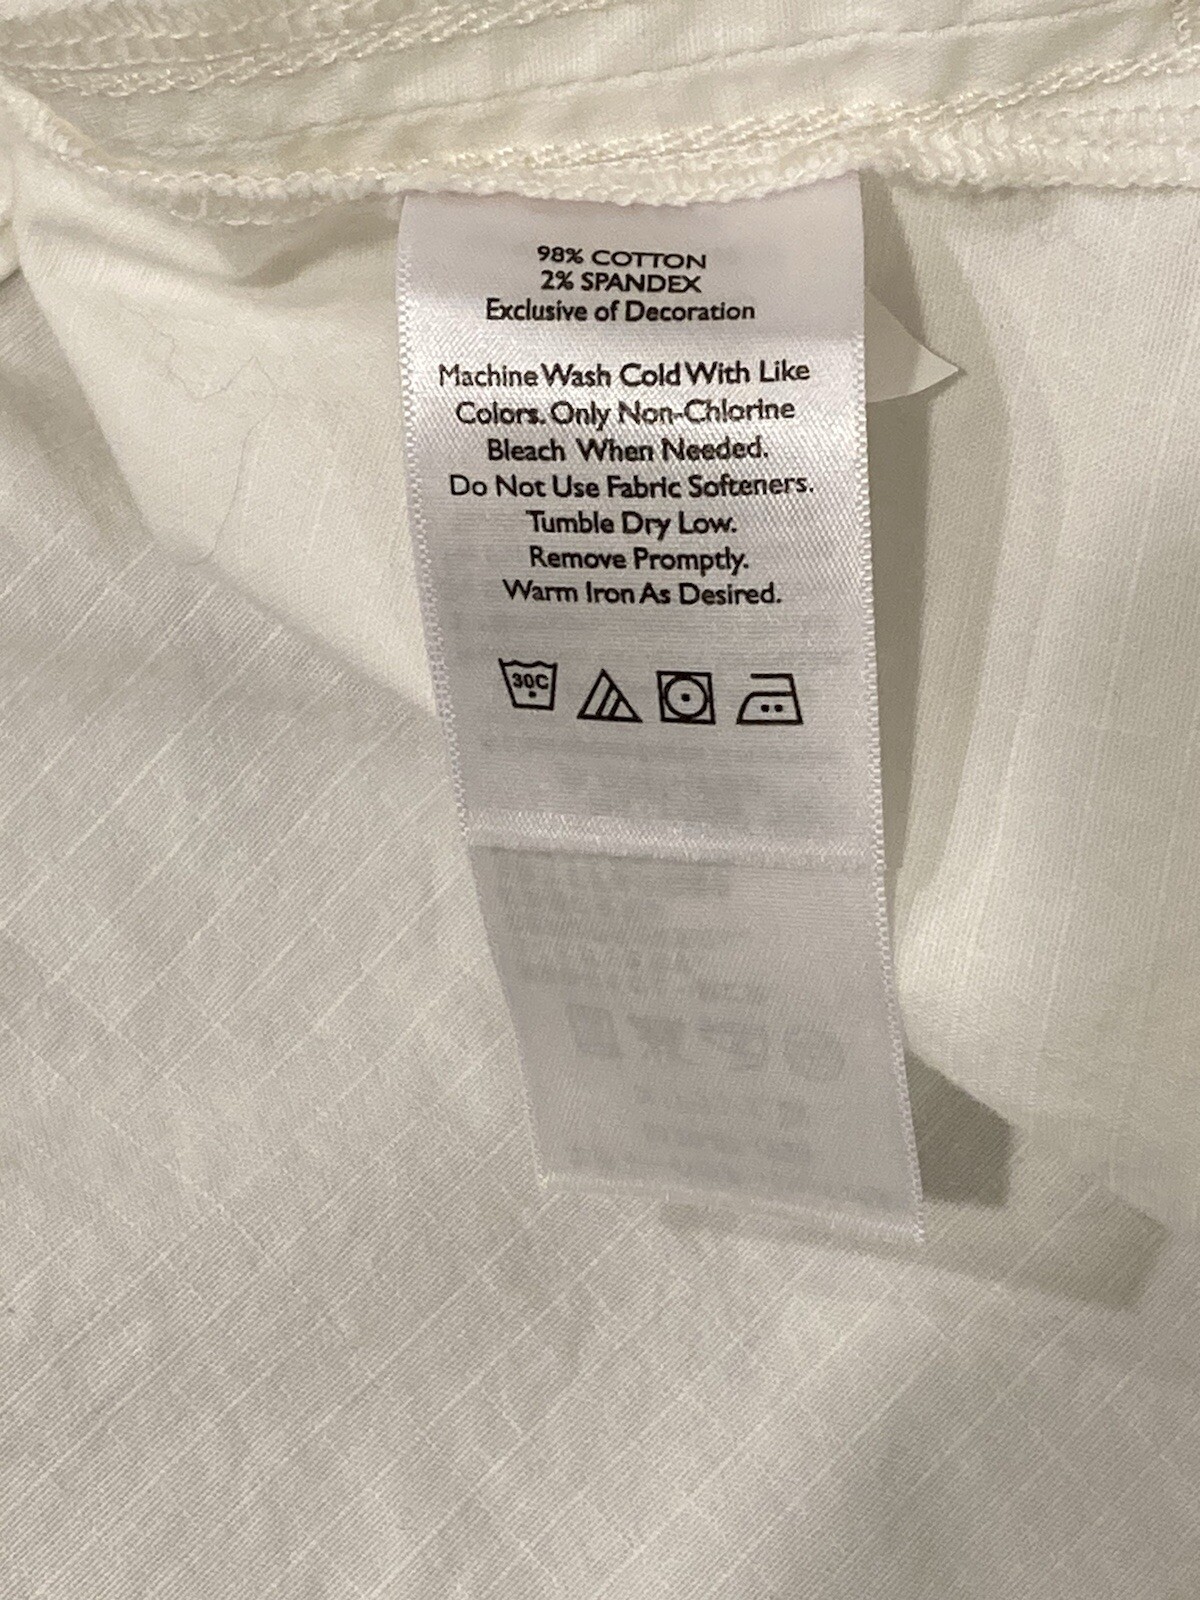 98% COTTON
2% SPANDEX
Exclusive of Decoration
Machine Wash Cold With Like
Colors. Only Non-Chlorine
Bleach When Needed.
Do Not Use Fabric Softeners.
Tumble Dry Low.
Remove Promptly.
Warm Iron As Desired.
30C